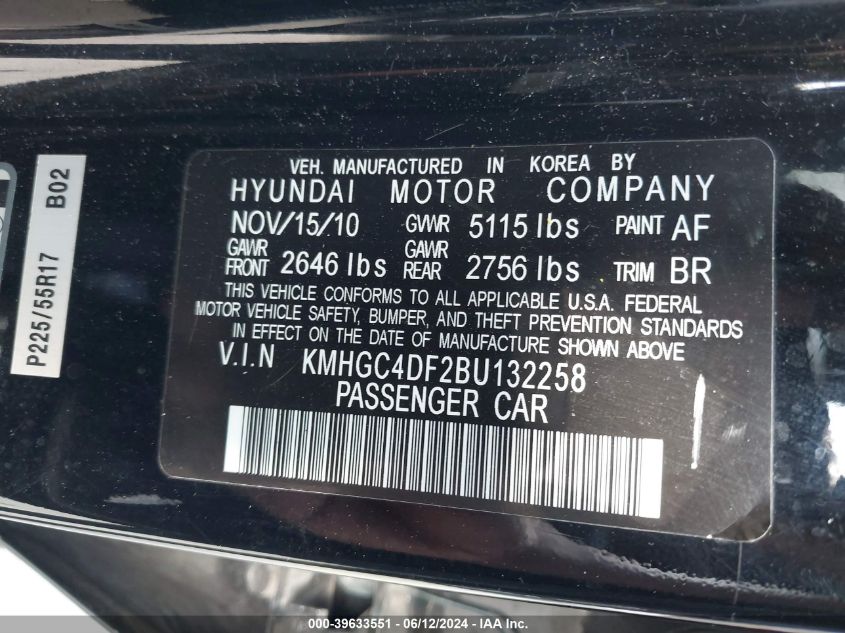 P225/55R17 B02
VEH. MANUFACTURED IN KOREA BY
HYUNDAI MOTOR COMPANY
NOV/15/10 GVWR 5115 lbs PAINT AF
GAWR FRONT 2646 lbs GAWR REAR 2756 lbs TRIM BR
THIS VEHICLE CONFORMS TO ALL APPLICABLE U.S.A. FEDERAL
MOTOR VEHICLE SAFETY, BUMPER, AND THEFT PREVENTION STANDARDS
IN EFFECT ON THE DATE OF MANUFACTURE SHOWN ABOVE
V.I.N KMHGC4DF2BU132258
PASSENGER CAR
000-39633551 - 06/12/2024 - IAAI.COM